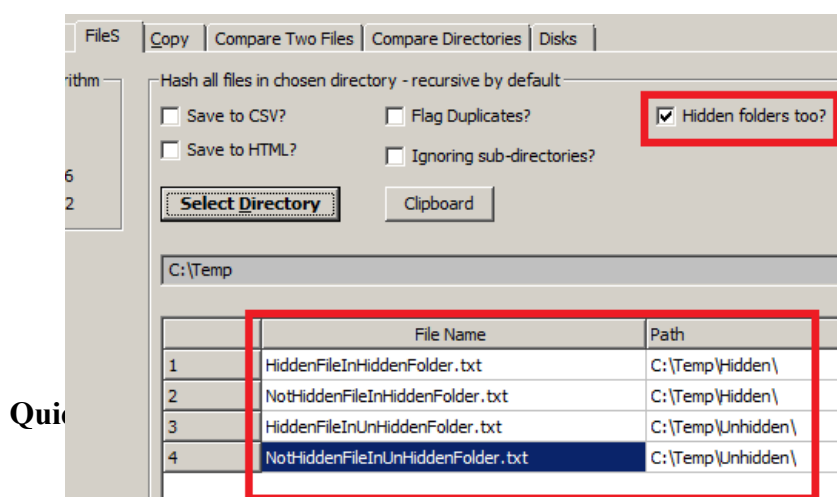 FileS Copy Compare Two Files Compare Directories Disks
rithm Hash all files in chosen directory - recursive by default
Save to CSV? Flag Duplicates? Hidden folders too?
Save to HTML? Ignoring sub-directories?
6
2 Select Directory Clipboard
C:\Temp
File Name Path
1 HiddenFileInHiddenFolder.txt C:\Temp\Hidden\
2 NotHiddenFileInHiddenFolder.txt C:\Temp\Hidden\
3 HiddenFileInUnHiddenFolder.txt C:\Temp\Unhidden\
Qui
4 NotHiddenFileInUnHiddenFolder.txt C:\Temp\Unhidden\